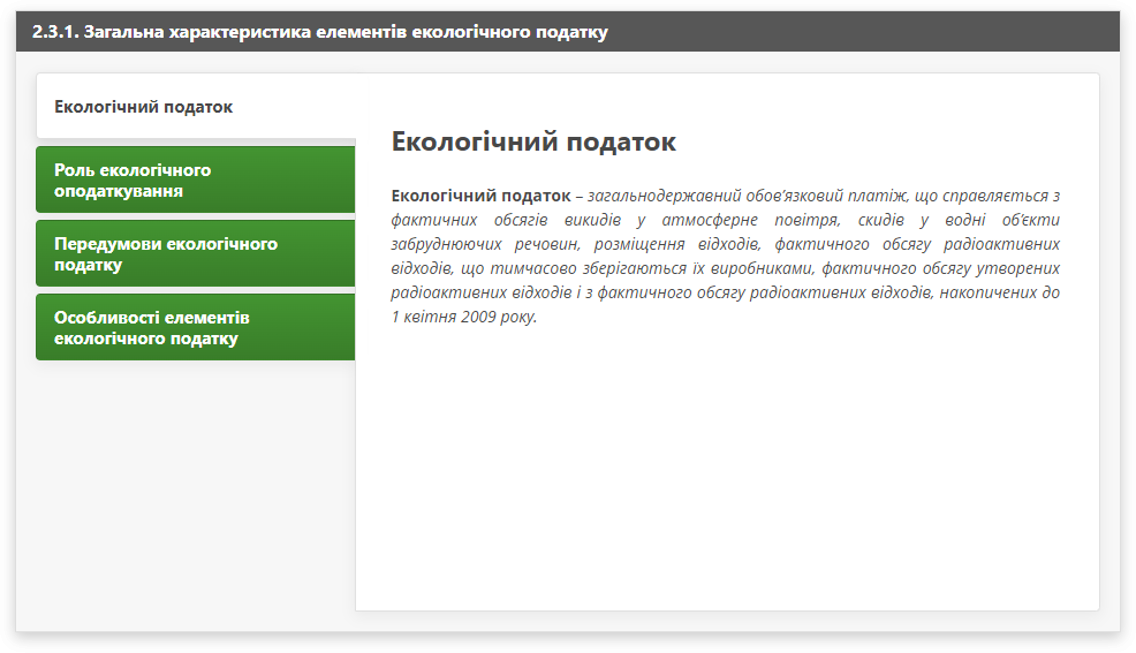 2.3.1. Загальна характеристика елементів екологічного податку
Екологічний податок
Роль екологічного
оподаткування
Передумови екологічного
податку
Особливості елементів
екологічного податку
Екологічний податок
Екологічний податок – загальнодержавний обов’язковий платіж, що справляється з
фактичних обсягів викидів у атмосферне повітря, скидів у водні об’єкти
забруднюючих речовин, розміщення відходів, фактичного обсягу радіоактивних
відходів, що тимчасово зберігаються їх виробниками, фактичного обсягу утворених
радіоактивних відходів і з фактичного обсягу радіоактивних відходів, накопичених до
1 квітня 2009 року.